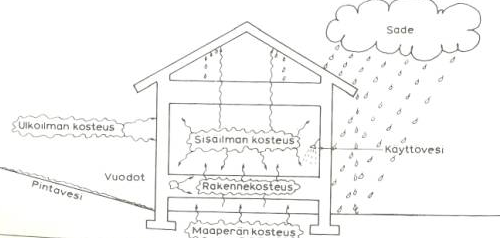 Sade
Ulkoilman kosteus
Sisäilman kosteus
Käyttövesi
Vuodot
Pintavesi
Rakennekosteus
Maaperän kosteus